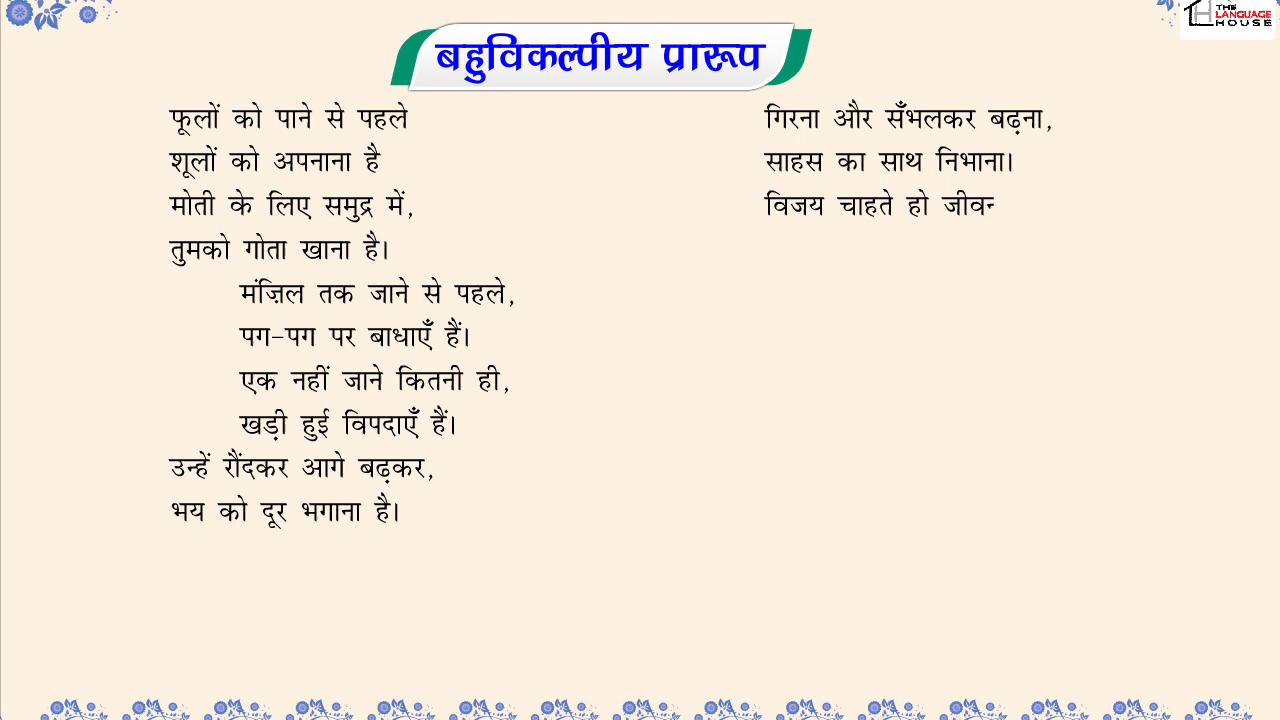 THE
LANGUAGE
HOUSE
बहुविकल्पीय प्रारूप
फूलों को पाने से पहले
शूलों को अपनाना है
मोती के लिए समुद्र में,
तुमको गोता खाना है।
मंज़िल तक जाने से पहले,
पग-पग पर बाधाएँ हैं।
एक नहीं जाने कितनी ही,
खड़ी हुई विपदाएँ हैं।
उन्हें रौंदकर आगे बढ़कर,
भय को दूर भगाना है।
गिरना और सँभलकर बढ़ना,
साहस का साथ निभाना।
विजय चाहते हो